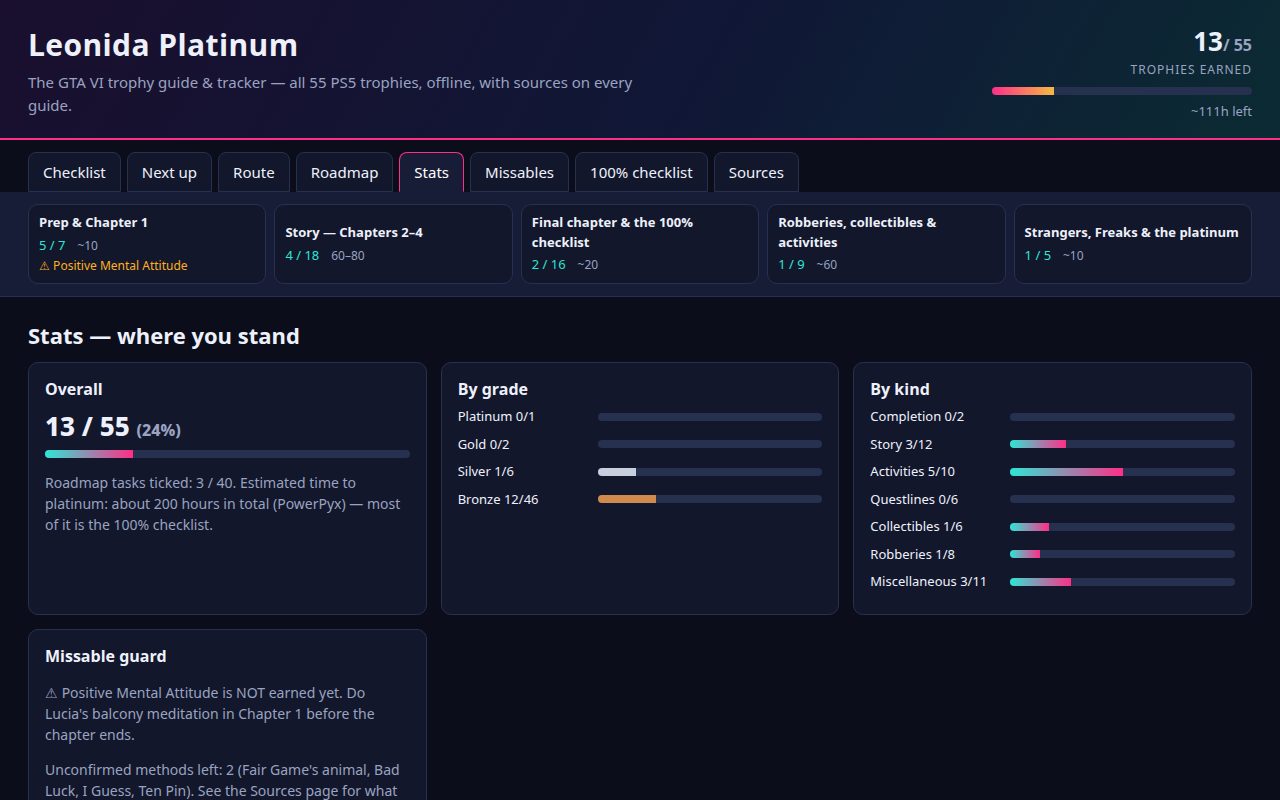 Leonida Platinum
The GTA VI trophy guide & tracker — all 55 PS5 trophies, offline, with sources on every
guide.
13/ 55
TROPHIES EARNED
~111h left
Checklist
Next up
Route
Roadmap
Stats
Missables
100% checklist
Sources
Prep & Chapter 1
5 / 7 ~10
⚠ Positive Mental Attitude
Story — Chapters 2–4
4 / 18 60–80
Final chapter & the 100%
checklist
2 / 16 ~20
Robberies, collectibles &
activities
1 / 9 ~60
Strangers, Freaks & the platinum
1 / 5 ~10
Stats — where you stand
Overall
13 / 55 (24%)
Roadmap tasks ticked: 3 / 40. Estimated time to
platinum: about 200 hours in total (PowerPyx) — most
of it is the 100% checklist.
By grade
Platinum 0/1
Gold 0/2
Silver 1/6
Bronze 12/46
By kind
Completion 0/2
Story 3/12
Activities 5/10
Questlines 0/6
Collectibles 1/6
Robberies 1/8
Miscellaneous 3/11
Missable guard
⚠ Positive Mental Attitude is NOT earned yet. Do
Lucia's balcony meditation in Chapter 1 before the
chapter ends.
Unconfirmed methods left: 2 (Fair Game's animal, Bad
Luck, I Guess, Ten Pin). See the Sources page for what